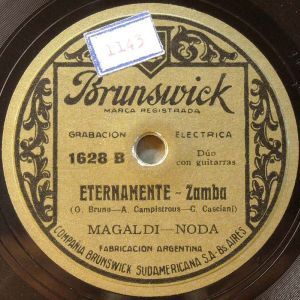 1143
Brunswick
MARCA REGISTRADA
GRABACION ELECTRICA
1628 B Dúo
con guitarras
ETERNAMENTE - Zamba
(O. Bruno—A. Campistrous—C. Casciani)
MAGALDI—NODA
FABRICACION ARGENTINA
COMPAÑIA BRUNSWICK SUDAMERICANA S.A.-Bs AIRES